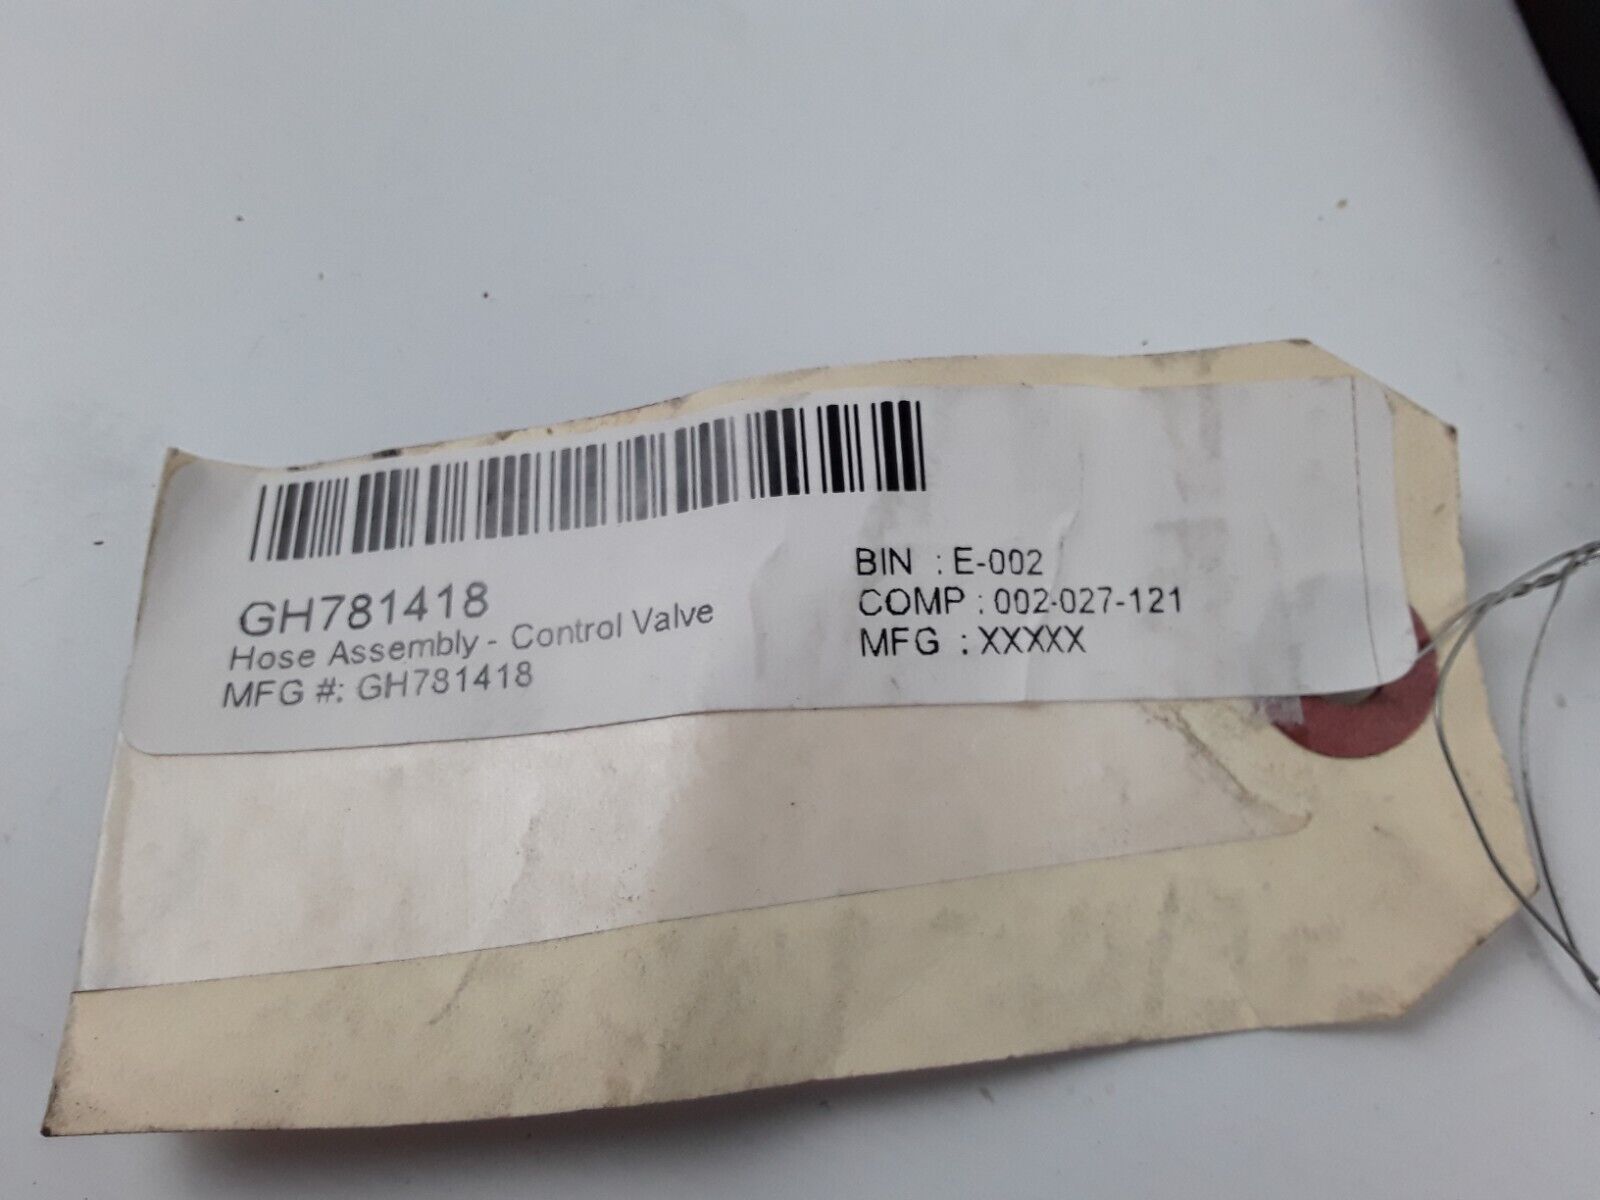 GH781418
Hose Assembly - Control Valve
MFG #: GH781418
BIN : E-002
COMP : 002-027-121
MFG : XXXXX